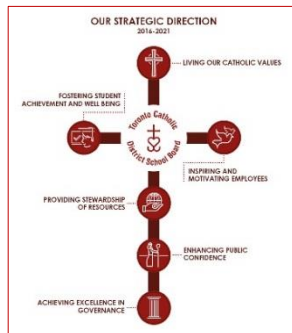 OUR STRATEGIC DIRECTION
2016-2021
LIVING OUR CATHOLIC VALUES
FOSTERING STUDENT
ACHIEVEMENT AND WELL BEING
Toronto Catholic
District School Board
INSPIRING AND
MOTIVATING EMPLOYEES
PROVIDING STEWARDSHIP
OF RESOURCES
ENHANCING PUBLIC
CONFIDENCE
ACHIEVING EXCELLENCE IN
GOVERNANCE